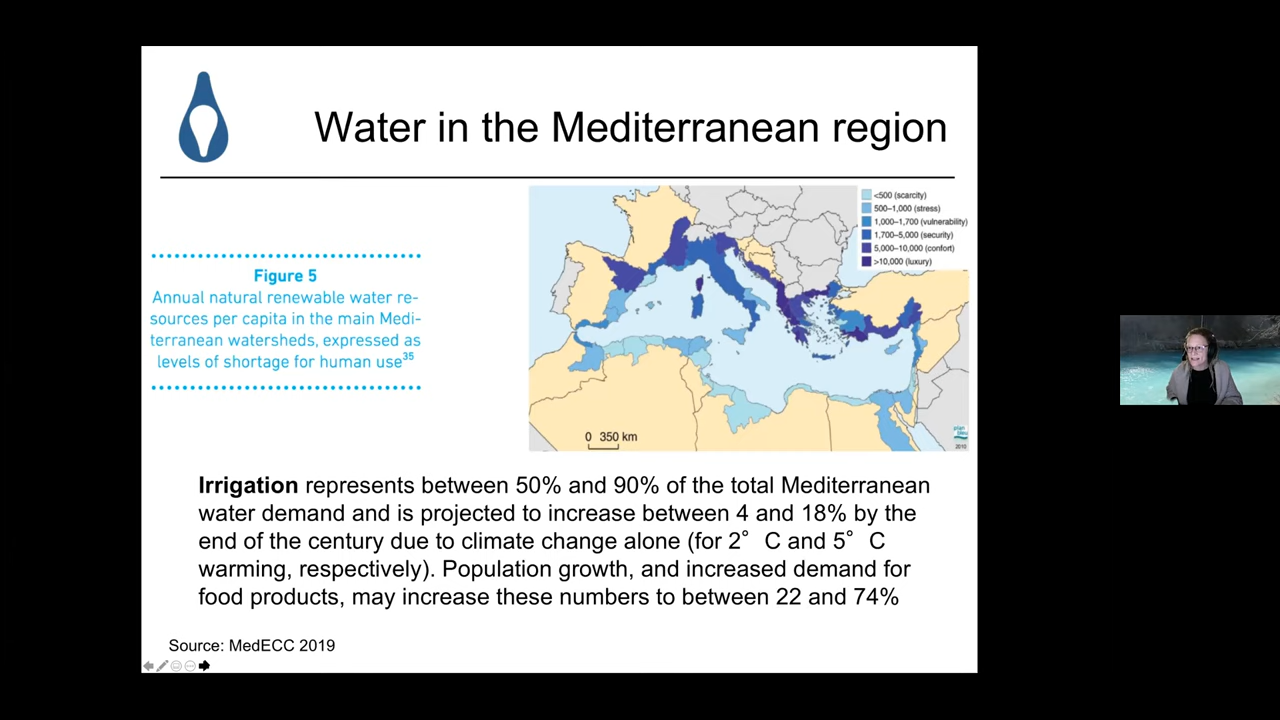 Water in the Mediterranean region
<500 (scarcity)
500–1,000 (stress)
1,000–1,700 (vulnerability)
1,700–5,000 (security)
5,000–10,000 (confort)
>10,000 (luxury)
Figure 5
Annual natural renewable water re-
sources per capita in the main Medi-
terranean watersheds, expressed as
levels of shortage for human use³⁵
0 350 km
plan
bleu
2010
Irrigation represents between 50% and 90% of the total Mediterranean
water demand and is projected to increase between 4 and 18% by the
end of the century due to climate change alone (for 2° C and 5° C
warming, respectively). Population growth, and increased demand for
food products, may increase these numbers to between 22 and 74%
Source: MedECC 2019